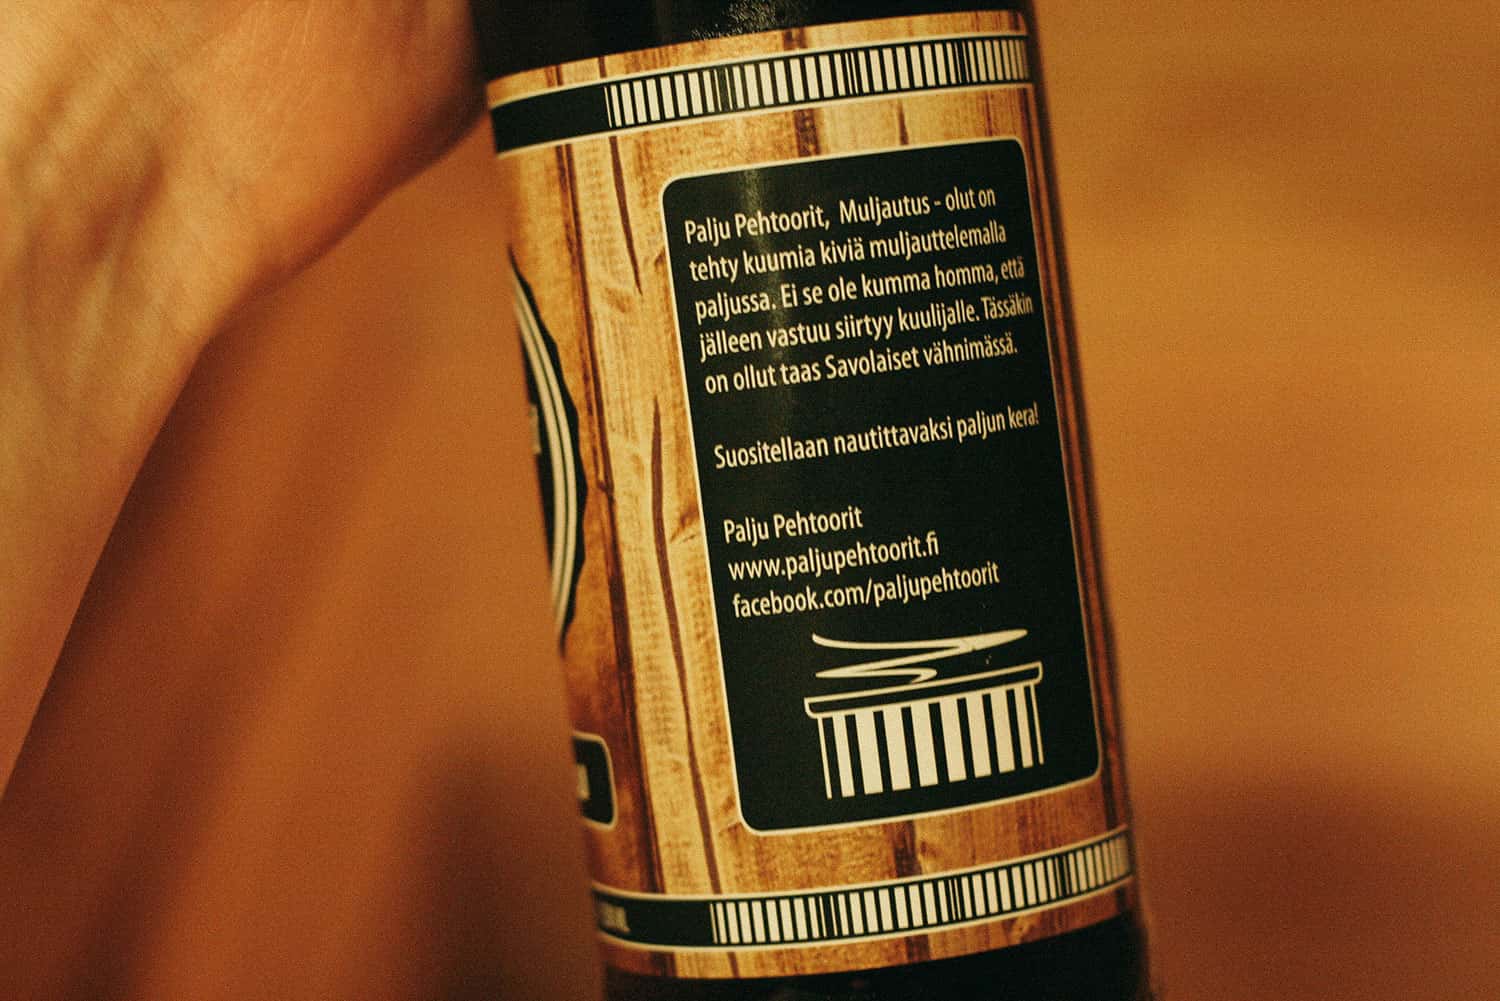 Palju Pehtoorit, Muljautus - olut on
tehty kuumia kiviä muljauttelemalla
paljussa. Ei se ole kumma homma, että
jälleen vastuu siirtyy kuulijalle. Tässäkin
on ollut taas Savolaiset vähnimässä.
Suositellaan nautittavaksi paljun kera!
Palju Pehtoorit
www.paljupehtoorit.fi
facebook.com/paljupehtoorit